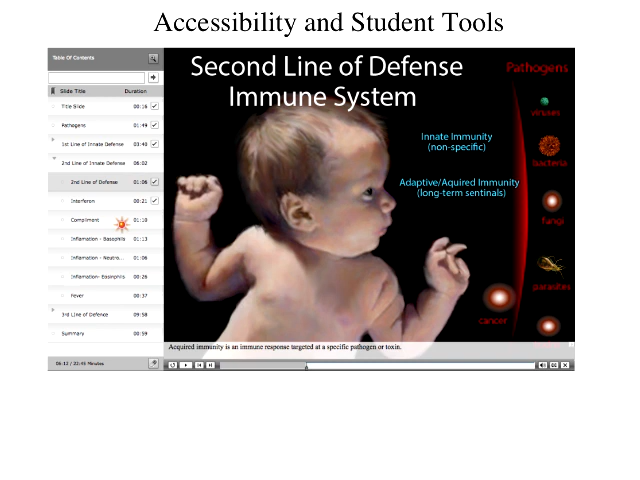 Accessibility and Student Tools
Table Of Contents
Slide Title Duration
Title Slide 00:16
Pathogens 01:49
1st Line of Innate Defense 03:40
2nd Line of Innate Defense 06:02
2nd Line of Defense 01:06
Interferon 00:21
Compliment 01:10
Inflamation - Basophils 01:13
Inflamation - Neutro... 01:06
Inflamation- Eosinphils 00:26
Fever 00:37
3rd Line of Defence 09:58
Summary 00:59
Second Line of Defense
Immune System
Pathogens
viruses
Innate Immunity
(non-specific)
bacteria
Adaptive/Aquired Immunity
(long-term sentinals)
fungi
parasites
cancer
Acquired immunity is an immune response targeted at a specific pathogen or toxin.